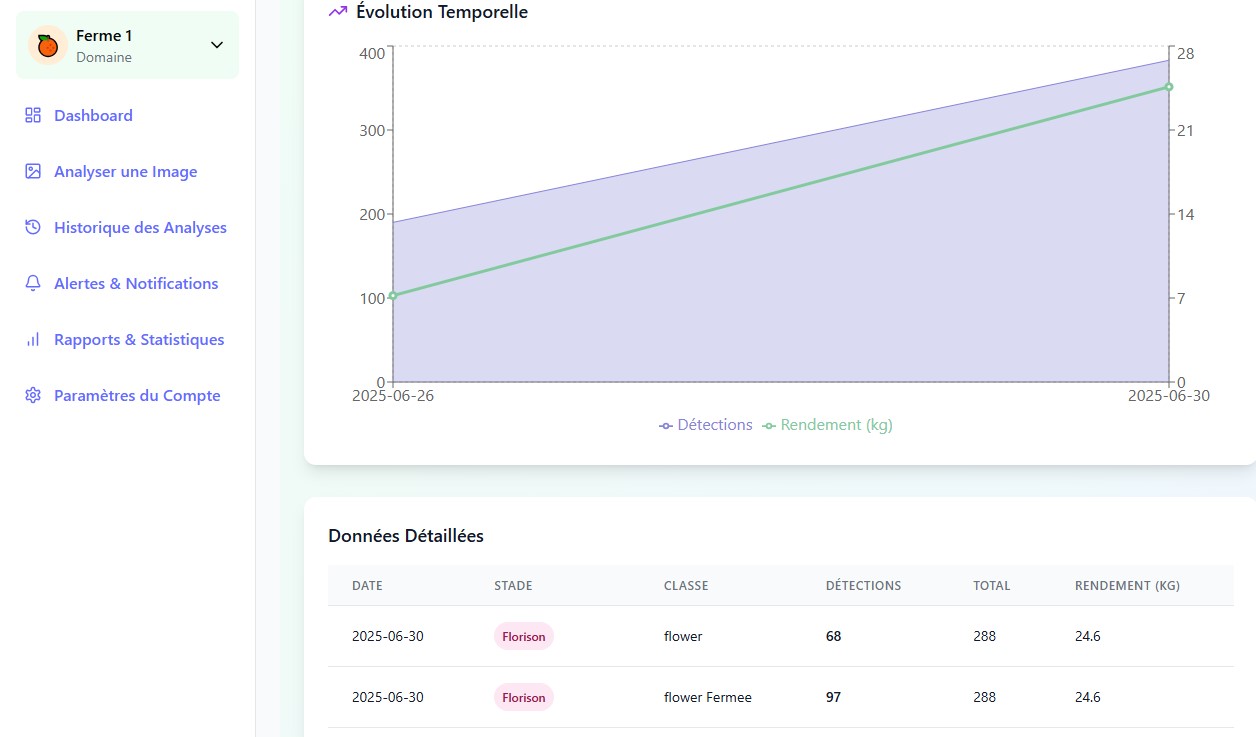 Ferme 1
Domaine
Dashboard
Analyser une Image
Historique des Analyses
Alertes & Notifications
Rapports & Statistiques
Paramètres du Compte
Évolution Temporelle
400
300
200
100
0
28
21
14
7
0
2025-06-26
2025-06-30
Détections
Rendement (kg)
Données Détaillées
DATE STADE CLASSE DÉTECTIONS TOTAL RENDEMENT (KG)
2025-06-30 Florison flower 68 288 24.6
2025-06-30 Florison flower Fermee 97 288 24.6